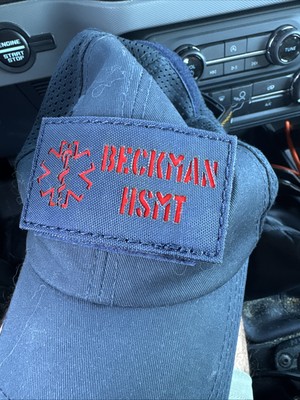 ENGINE
START
STOP
TUNE
BECKMAN
HSMT